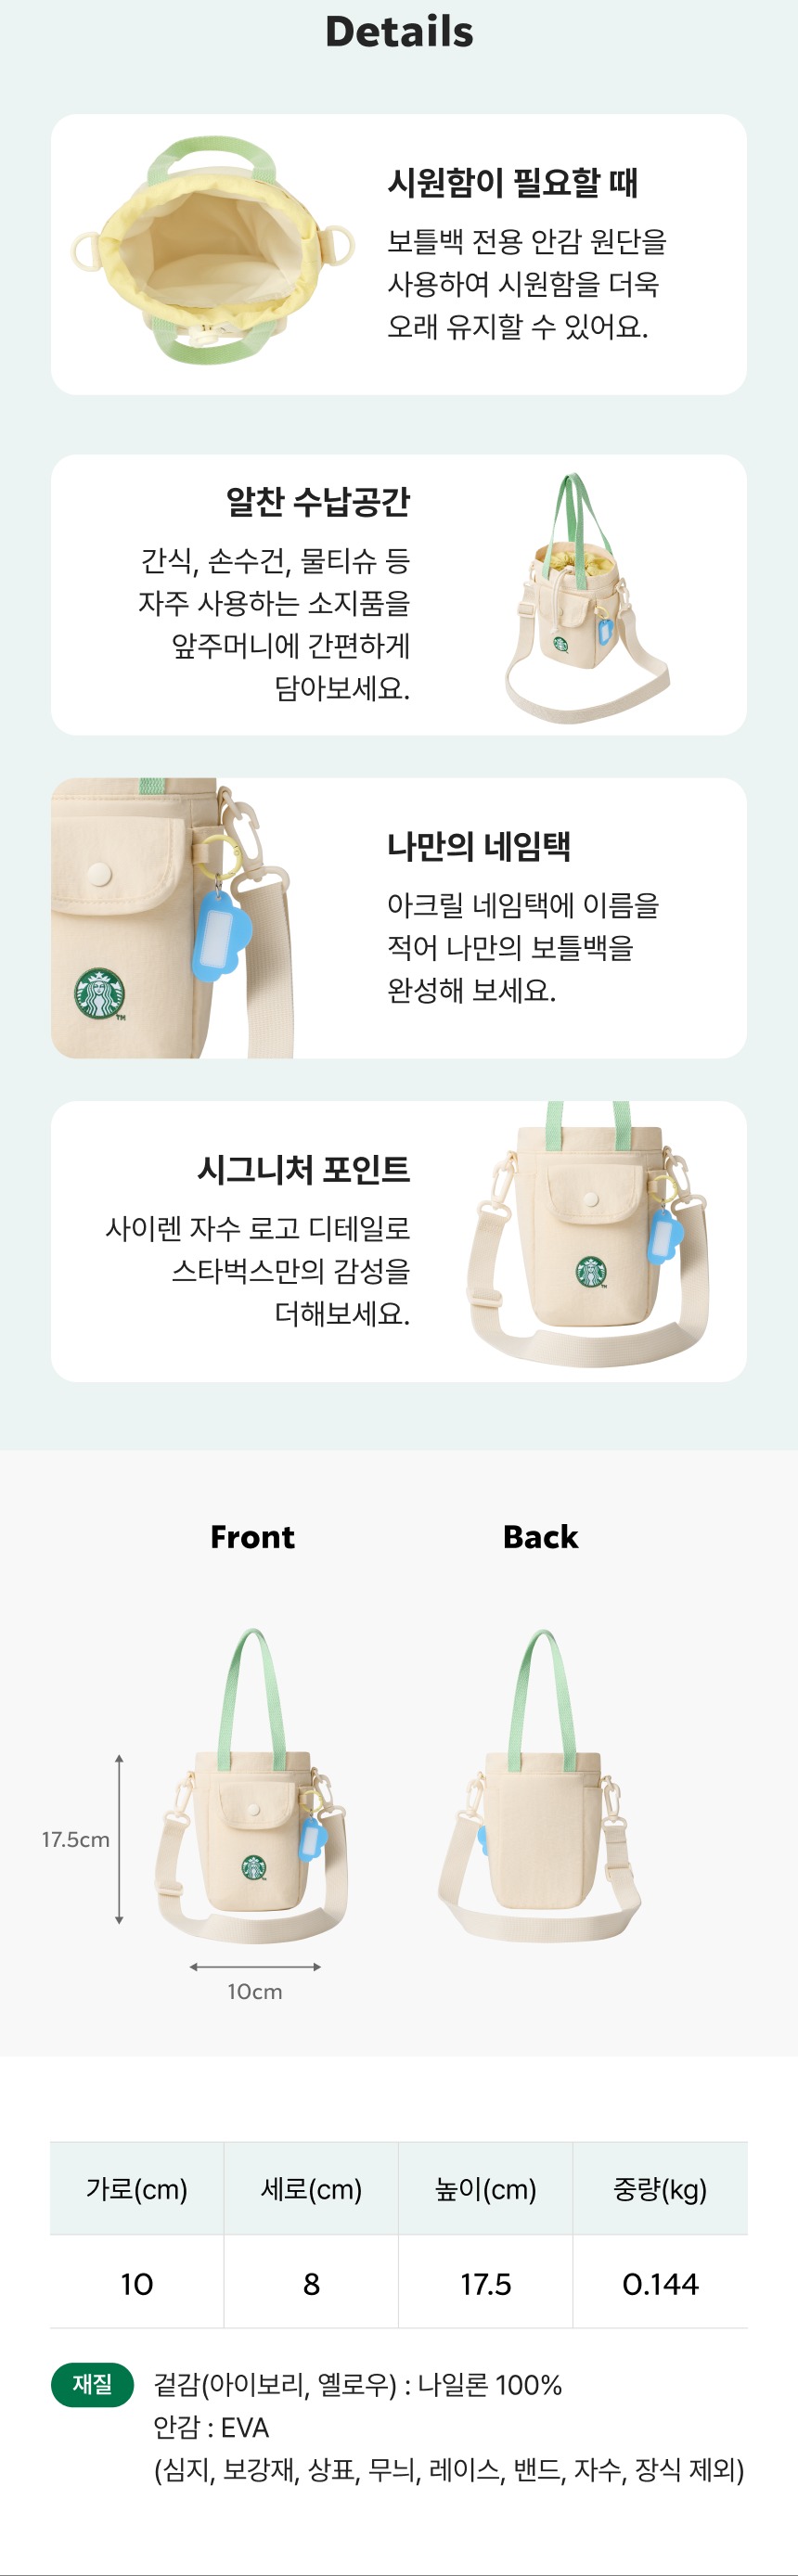 Details
시원함이 필요할 때
보틀백 전용 안감 원단을
사용하여 시원함을 더욱
오래 유지할 수 있어요.
알찬 수납공간
간식, 손수건, 물티슈 등
자주 사용하는 소지품을
앞주머니에 간편하게
담아보세요.
나만의 네임택
아크릴 네임택에 이름을
적어 나만의 보틀백을
완성해 보세요.
TM
시그니처 포인트
사이렌 자수 로고 디테일로
스타벅스만의 감성을
더해보세요.
Front
Back
17.5cm
10cm
가로(cm) 세로(cm) 높이(cm) 중량(kg)
10 8 17.5 0.144
재질 겉감(아이보리, 옐로우) : 나일론 100%
안감 : EVA
(심지, 보강재, 상표, 무늬, 레이스, 밴드, 자수, 장식 제외)